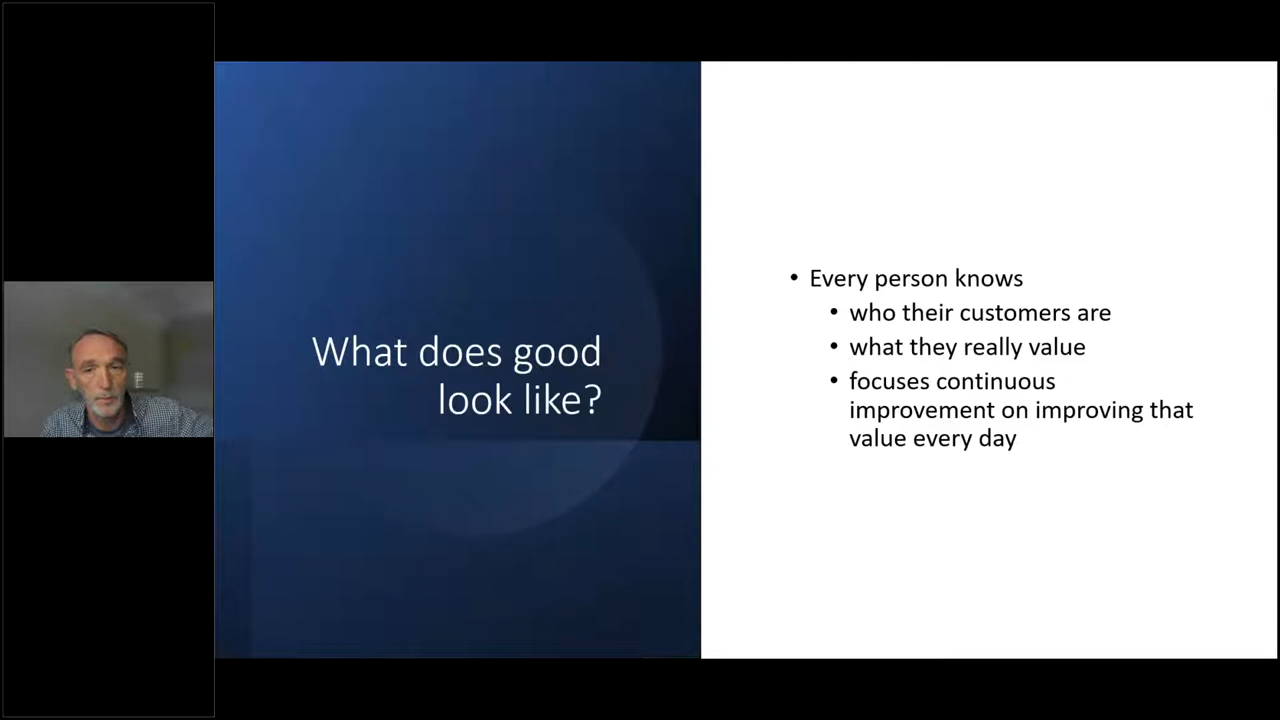 What does good
look like?
• Every person knows
• who their customers are
• what they really value
• focuses continuous
improvement on improving that
value every day